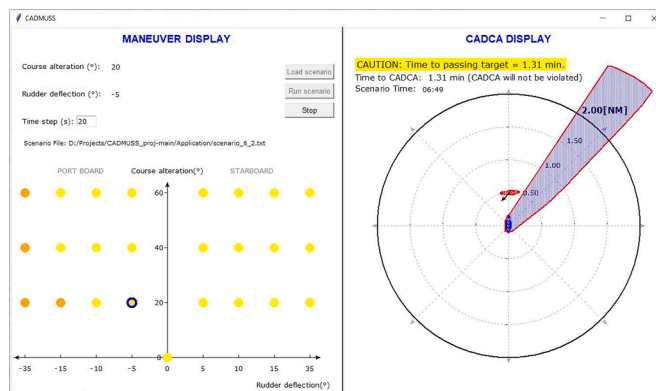 CADMUSS
MANEUVER DISPLAY
Course alteration (°): 20
Rudder deflection (°): -5
Time step (s): 20
Load scenario
Run scenario
Stop
Scenario File: D:/Projects/CADMUSS_proj-main/Application/scenario_6_2.txt
PORT BOARD Course alteration(°) STARBOARD
60
40
20
0
-35 -15 -10 -5 0 5 10 15 35
Rudder deflection(°)
CADCA DISPLAY
CAUTION: Time to passing target = 1.31 min.
Time to CADCA: 1.31 min (CADCA will not be violated)
Scenario Time: 06:49
2.00[NM]
1.50
1.00
0.50